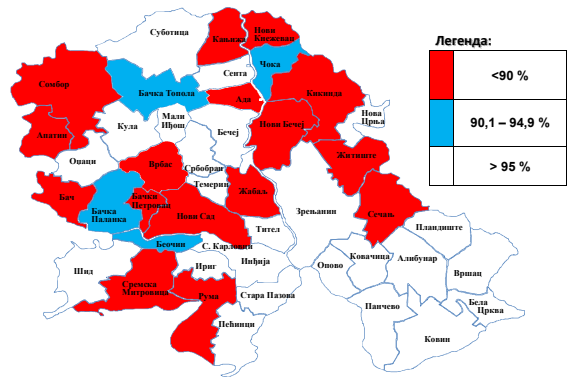 Легенда:
<90 %
90,1 – 94,9 %
> 95 %
Суботица
Кањижа
Нови
Кнежевац
Сомбор
Бачка Топола
Сента
Чока
Ада
Кикинда
Апатин
Кула
Мали
Иђош
Бечеј
Нови Бечеј
Нова
Црња
Оџаци
Врбас
Србобран
Темерин
Житиште
Бач
Бачка
Паланка
Бачки
Петровац
Жабаљ
Нови Сад
Зрењанин
Сечањ
Тител
Пландиште
Беочин
С. Карловци
Инђија
Ириг
Шид
Опово
Ковачица
Алибунар
Вршац
Сремска
Митровица
Рума
Стара Пазова
Панчево
Бела
Црква
Пећинци
Ковин